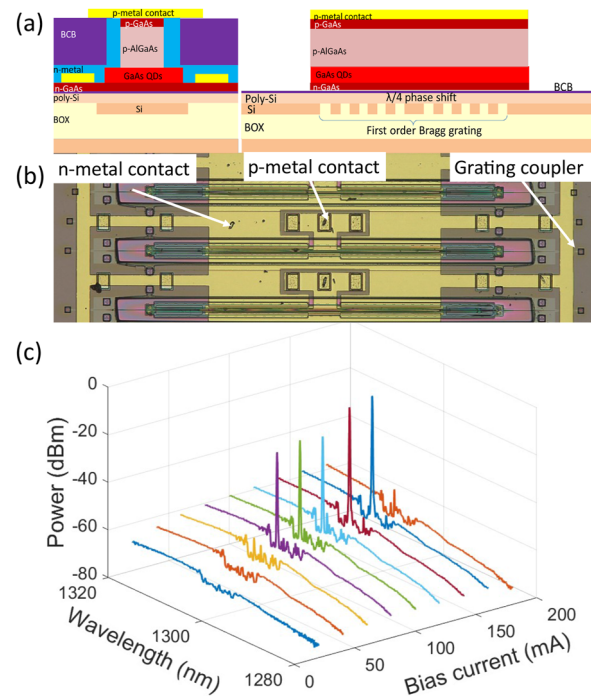 (a)
p-metal contact
p-GaAs
BCB
p-AlGaAs
n-metal
GaAs QDs
n-GaAs
poly-Si
Si
BOX
p-metal contact
p-GaAs
p-AlGaAs
GaAs QDs
n-GaAs
BCB
Poly-Si
λ/4 phase shift
Si
BOX
First order Bragg grating
(b)
n-metal contact
p-metal contact
Grating coupler
(c)
0
-20
-40
-60
-80
Power (dBm)
1320
1300
1280
Wavelength (nm)
0
50
100
150
200
Bias current (mA)